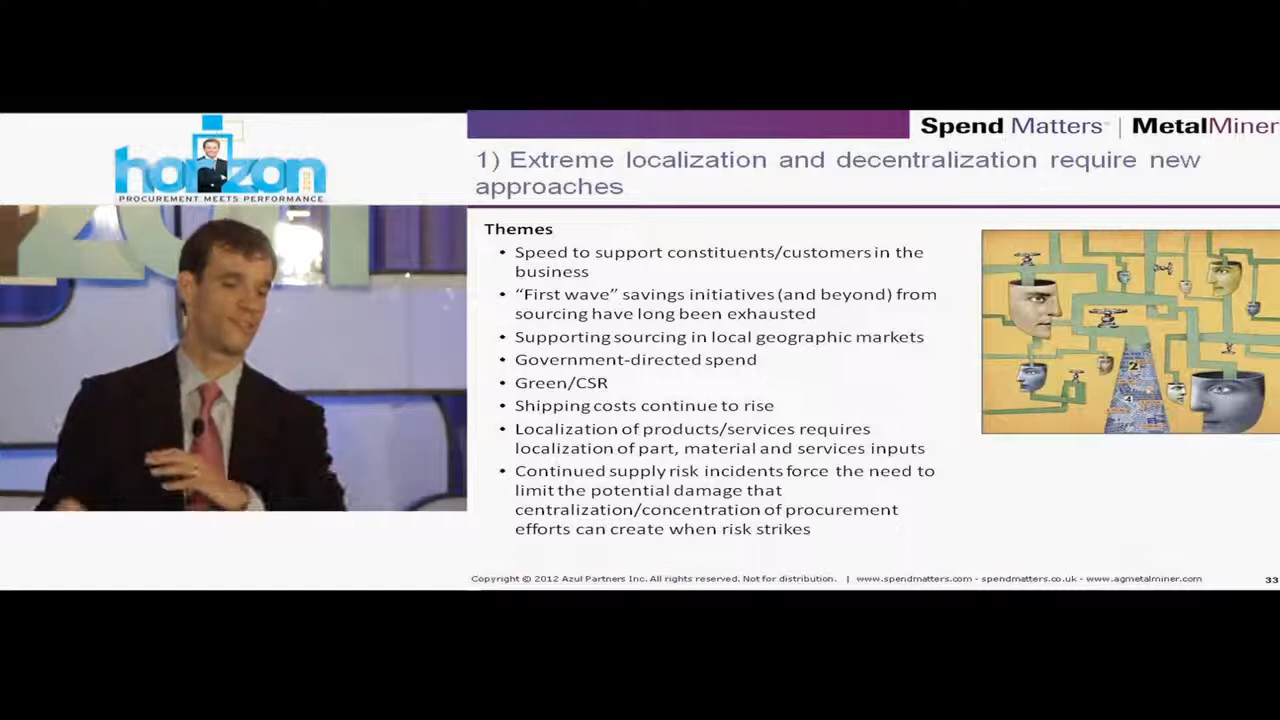 horizon
PROCUREMENT MEETS PERFORMANCE
Spend Matters | MetalMiner
1) Extreme localization and decentralization require new
approaches
Themes
• Speed to support constituents/customers in the
business
• “First wave” savings initiatives (and beyond) from
sourcing have long been exhausted
• Supporting sourcing in local geographic markets
• Government-directed spend
• Green/CSR
• Shipping costs continue to rise
• Localization of products/services requires
localization of part, material and services inputs
• Continued supply risk incidents force the need to
limit the potential damage that
centralization/concentration of procurement
efforts can create when risk strikes
2
4
Copyright © 2012 Azul Partners Inc. All rights reserved. Not for distribution. | www.spendmatters.com - spendmatters.co.uk - www.agmetalminer.com
33